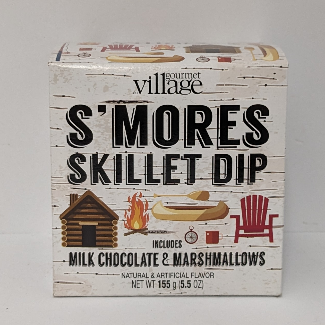 gourmet
village
S'MORES
SKILLET DIP
INCLUDES
MILK CHOCOLATE & MARSHMALLOWS
NATURAL & ARTIFICIAL FLAVOR
NET WT 155 g (5.5 OZ)